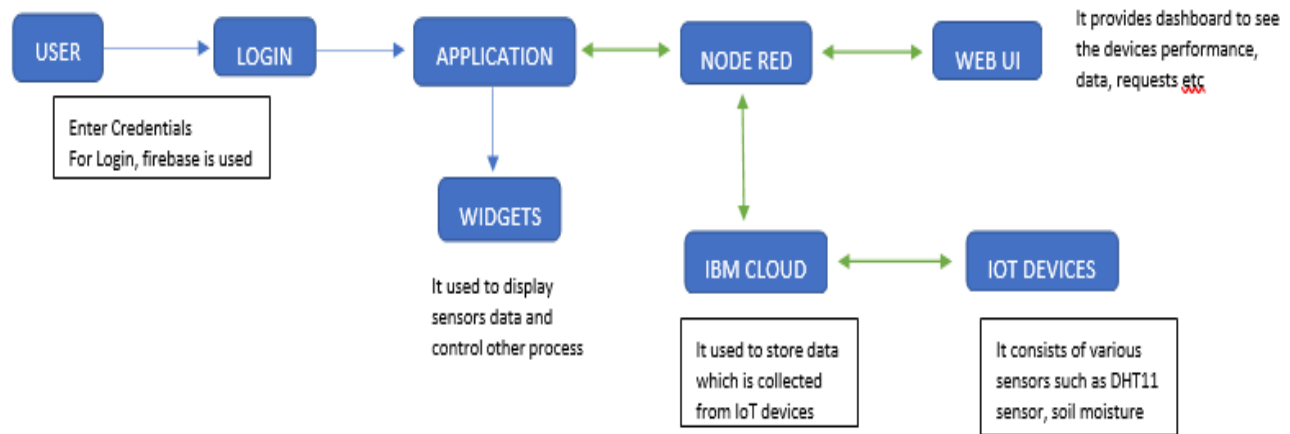 USER
LOGIN
APPLICATION
NODE RED
WEB UI
It provides dashboard to see
the devices performance,
data, requests etc
Enter Credentials
For Login, firebase is used
WIDGETS
It used to display
sensors data and
control other process
IBM CLOUD
IOT DEVICES
It used to store data
which is collected
from IoT devices
It consists of various
sensors such as DHT11
sensor, soil moisture